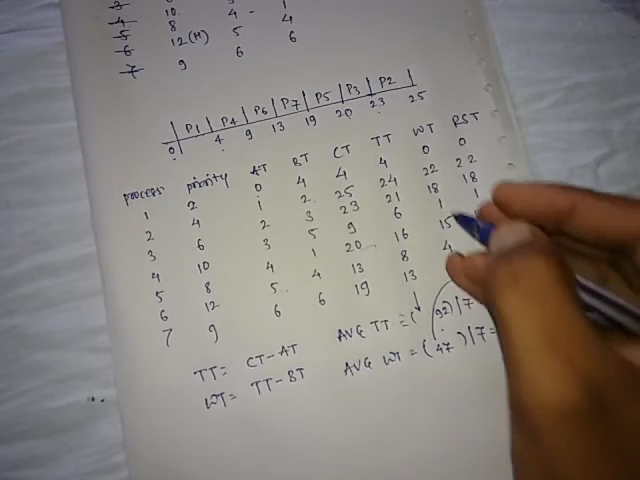 3
4 10 4 - 1
5 8 5 4
6 12(H) 6 6
7 9
P1 P4 P6 P7 P5 P3 P2
0 4 9 13 19 20 23 25
process priority AT BT CT TT WT RST
1 2 0 4 4 4 0 0
2 4 1 2 25 24 22 22
3 6 2 3 23 21 18 18
4 10 3 5 9 6 1 1
5 8 4 1 20 16 15
6 12 5 4 13 8 4
7 9 6 6 19 13
TT = CT-AT AVG TT = ( 92)|7
WT = TT-BT AVG WT = ( 47 )|7 =